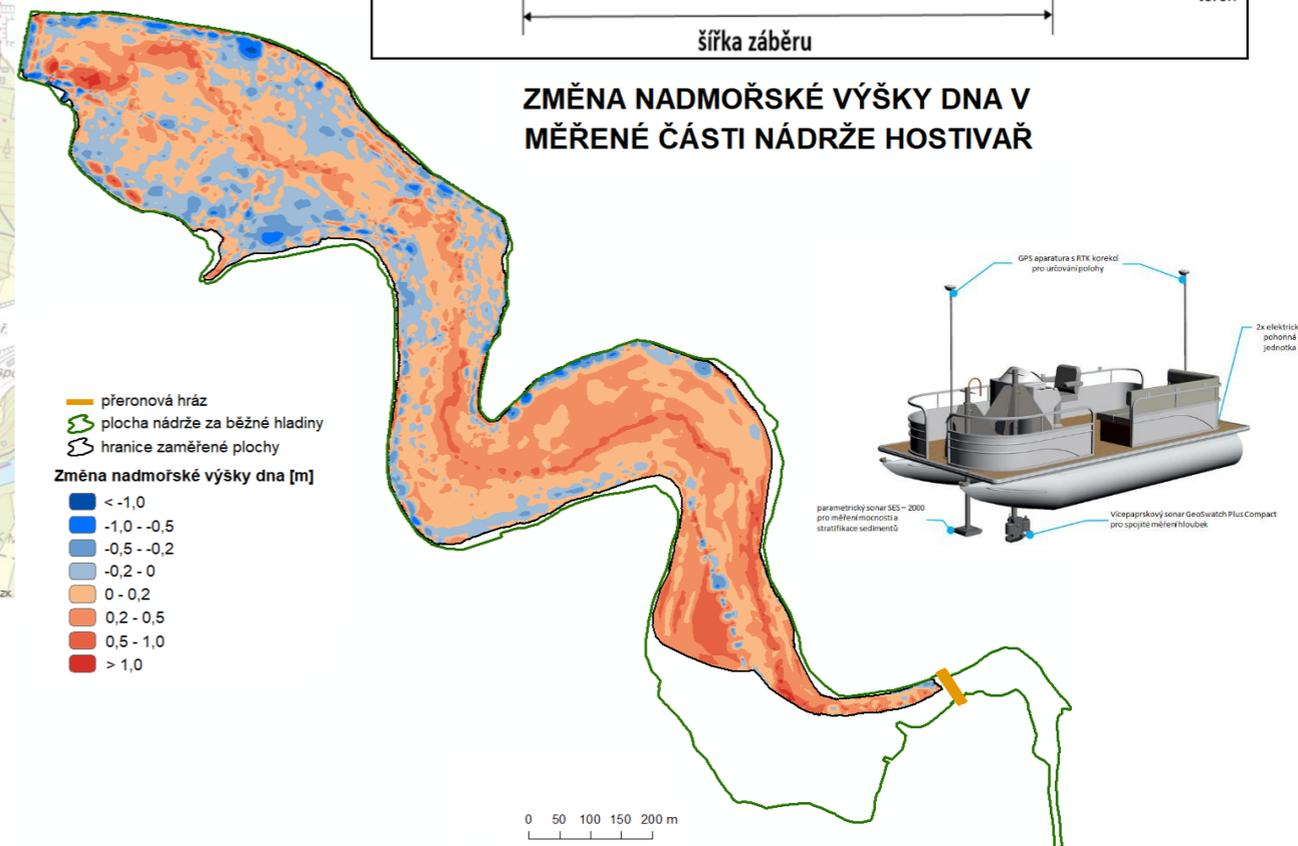 šířka záběru
ZMĚNA NADMOŘSKÉ VÝŠKY DNA V
MĚŘENÉ ČÁSTI NÁDRŽE HOSTIVAŘ
GPS aparatura s RTK korekcí
pro určování polohy
2x elektrick
pohonná
jednotka
parametrický sonar SES – 2000
pro měření mocností a
stratifikace sedimentů
Vícepaprskový sonar GeoSwatch Plus Compact
pro spojité měření hloubek
přeronová hráz
plocha nádrže za běžné hladiny
hranice zaměřené plochy
Změna nadmořské výšky dna [m]
< -1,0
-1,0 - -0,5
-0,5 - -0,2
-0,2 - 0
0 - 0,2
0,2 - 0,5
0,5 - 1,0
> 1,0
0 50 100 150 200 m